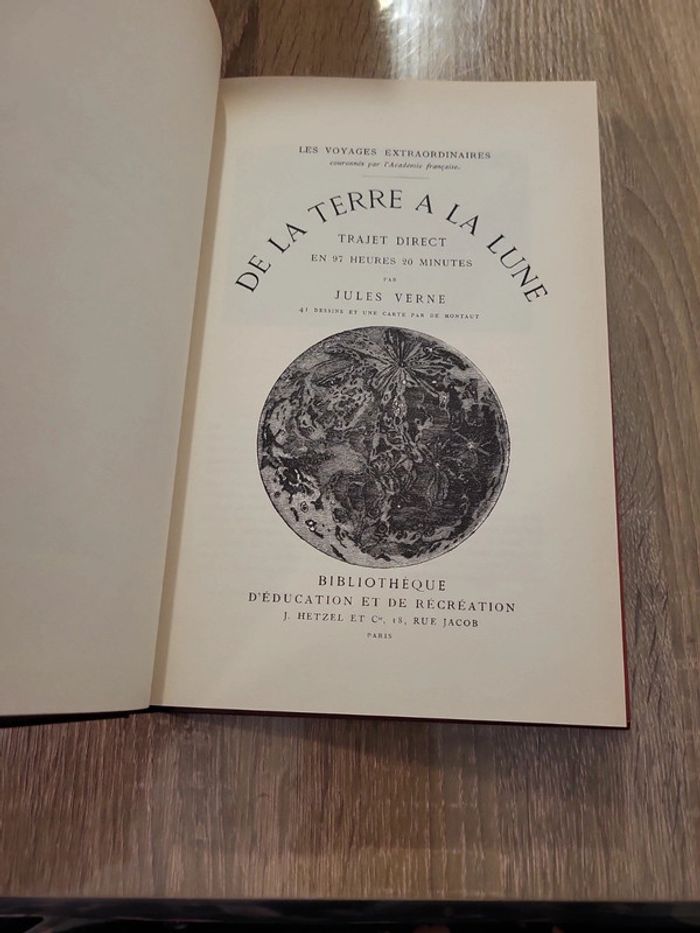 LES VOYAGES EXTRAORDINAIRES
couronnés par l'Académie française.
DE LA TERRE A LA LUNE
TRAJET DIRECT
EN 97 HEURES 20 MINUTES
PAR
JULES VERNE
41 DESSINS ET UNE CARTE PAR DE MONTAUT
BIBLIOTHÈQUE
D'ÉDUCATION ET DE RÉCRÉATION
J. HETZEL ET Cie, 18, RUE JACOB
PARIS